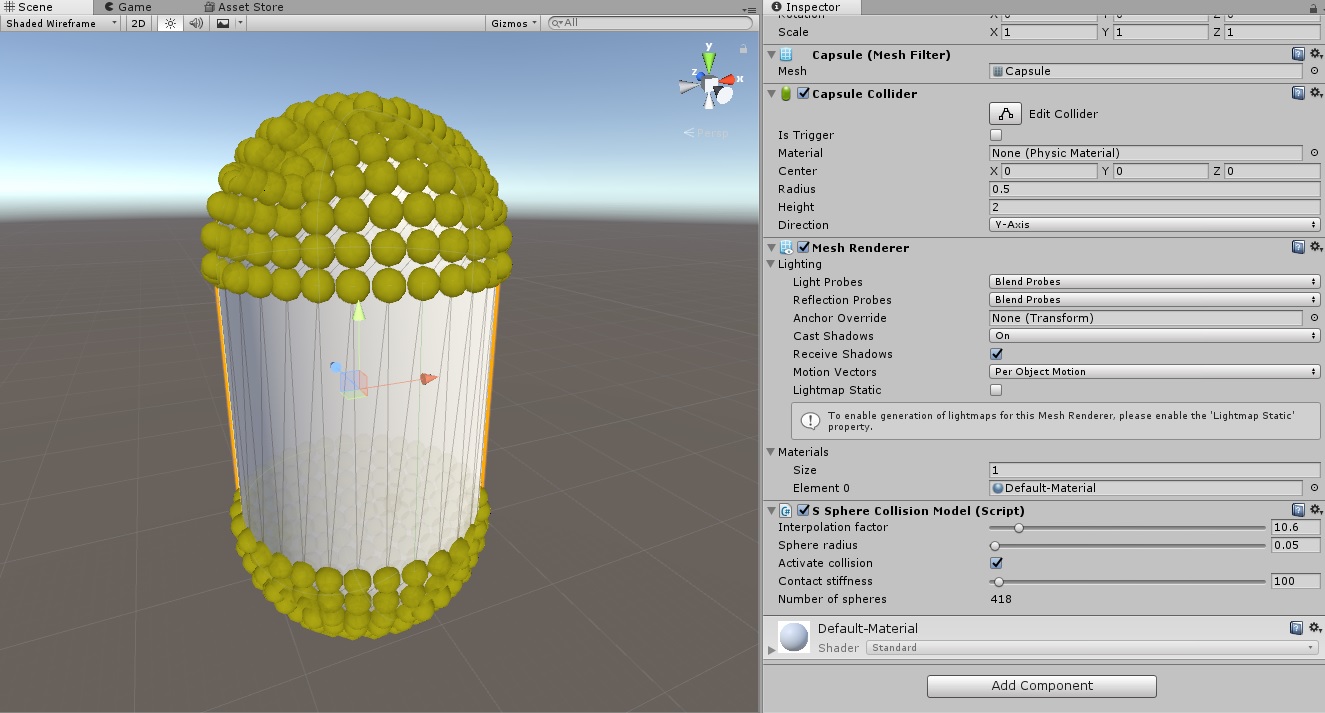 Scene Game Asset Store
Shaded Wireframe 2D Gizmos All
y
z x
Persp
Inspector
Rotation X 0 Y 0 Z 0
Scale X 1 Y 1 Z 1
Capsule (Mesh Filter)
Mesh Capsule
Capsule Collider
Edit Collider
Is Trigger
Material None (Physic Material)
Center X 0 Y 0 Z 0
Radius 0.5
Height 2
Direction Y-Axis
Mesh Renderer
Lighting
Light Probes Blend Probes
Reflection Probes Blend Probes
Anchor Override None (Transform)
Cast Shadows On
Receive Shadows
Motion Vectors Per Object Motion
Lightmap Static
To enable generation of lightmaps for this Mesh Renderer, please enable the 'Lightmap Static'
property.
Materials
Size 1
Element 0 Default-Material
S Sphere Collision Model (Script)
Interpolation factor 10.6
Sphere radius 0.05
Activate collision
Contact stiffness 100
Number of spheres 418
Default-Material
Shader Standard
Add Component